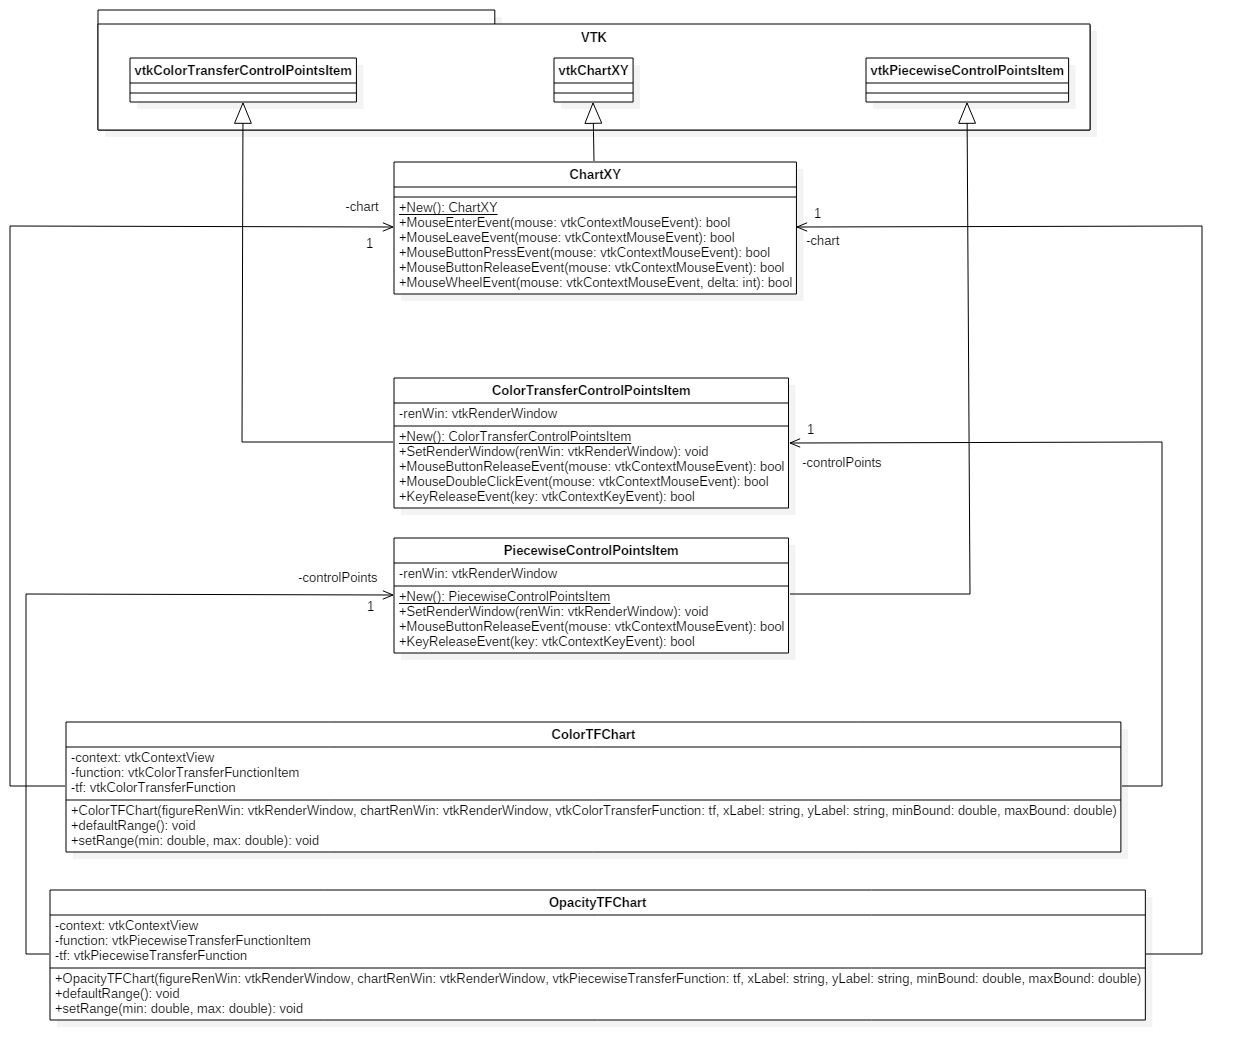 VTK
vtkColorTransferControlPointsItem
vtkChartXY
vtkPiecewiseControlPointsItem
ChartXY
+New(): ChartXY
+MouseEnterEvent(mouse: vtkContextMouseEvent): bool
+MouseLeaveEvent(mouse: vtkContextMouseEvent): bool
+MouseButtonPressEvent(mouse: vtkContextMouseEvent): bool
+MouseButtonReleaseEvent(mouse: vtkContextMouseEvent): bool
+MouseWheelEvent(mouse: vtkContextMouseEvent, delta: int): bool
-chart
1
1
-chart
ColorTransferControlPointsItem
-renWin: vtkRenderWindow
+New(): ColorTransferControlPointsItem
+SetRenderWindow(renWin: vtkRenderWindow): void
+MouseButtonReleaseEvent(mouse: vtkContextMouseEvent): bool
+MouseDoubleClickEvent(mouse: vtkContextMouseEvent): bool
+KeyReleaseEvent(key: vtkContextKeyEvent): bool
1
-controlPoints
PiecewiseControlPointsItem
-renWin: vtkRenderWindow
+New(): PiecewiseControlPointsItem
+SetRenderWindow(renWin: vtkRenderWindow): void
+MouseButtonReleaseEvent(mouse: vtkContextMouseEvent): bool
+KeyReleaseEvent(key: vtkContextKeyEvent): bool
-controlPoints
1
ColorTFChart
-context: vtkContextView
-function: vtkColorTransferFunctionItem
-tf: vtkColorTransferFunction
+ColorTFChart(figureRenWin: vtkRenderWindow, chartRenWin: vtkRenderWindow, vtkColorTransferFunction: tf, xLabel: string, yLabel: string, minBound: double, maxBound: double)
+defaultRange(): void
+setRange(min: double, max: double): void
OpacityTFChart
-context: vtkContextView
-function: vtkPiecewiseTransferFunctionItem
-tf: vtkPiecewiseTransferFunction
+OpacityTFChart(figureRenWin: vtkRenderWindow, chartRenWin: vtkRenderWindow, vtkPiecewiseTransferFunction: tf, xLabel: string, yLabel: string, minBound: double, maxBound: double)
+defaultRange(): void
+setRange(min: double, max: double): void